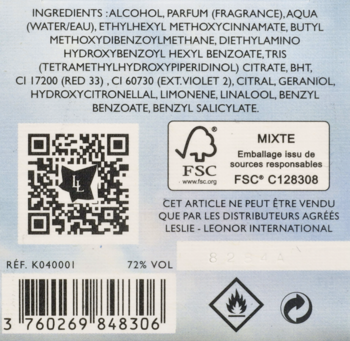 INGREDIENTS : ALCOHOL, PARFUM (FRAGRANCE), AQUA
(WATER/EAU), ETHYLHEXYL METHOXYCINNAMATE, BUTYL
METHOXYDIBENZOYLMETHANE, DIETHYLAMINO
HYDROXYBENZOYL HEXYL BENZOATE, TRIS
(TETRAMETHYLHYDROXYPIPERIDINOL) CITRATE, BHT,
CI 17200 (RED 33) , CI 60730 (EXT.VIOLET 2), CITRAL, GERANIOL,
HYDROXYCITRONELLAL, LIMONENE, LINALOOL, BENZYL
BENZOATE, BENZYL SALICYLATE.
LL
FSC
www.fsc.org
MIXTE
Emballage issu de
sources responsables
FSC® C128308
CET ARTICLE NE PEUT ÊTRE VENDU
QUE PAR LES DISTRIBUTEURS AGRÉÉS
LESLIE - LEONOR INTERNATIONAL
RÉF. K040001 72% VOL
3 760269 848306